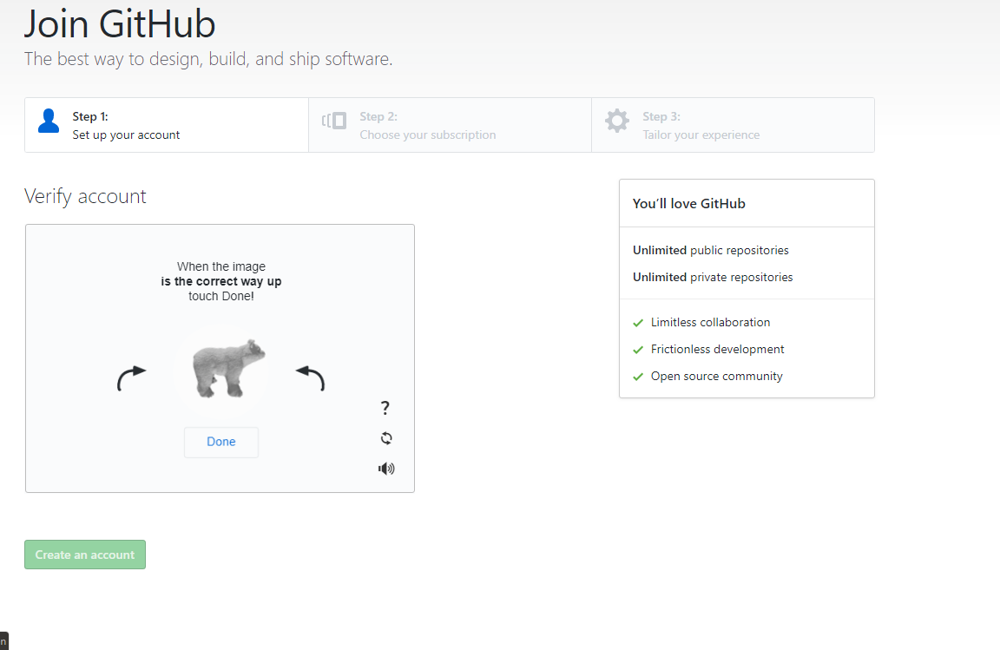 Join GitHub
The best way to design, build, and ship software.
Step 1:
Set up your account
Step 2:
Choose your subscription
Step 3:
Tailor your experience
Verify account
When the image
is the correct way up
touch Done!
?
Done
You'll love GitHub
Unlimited public repositories
Unlimited private repositories
Limitless collaboration
Frictionless development
Open source community
Create an account
n